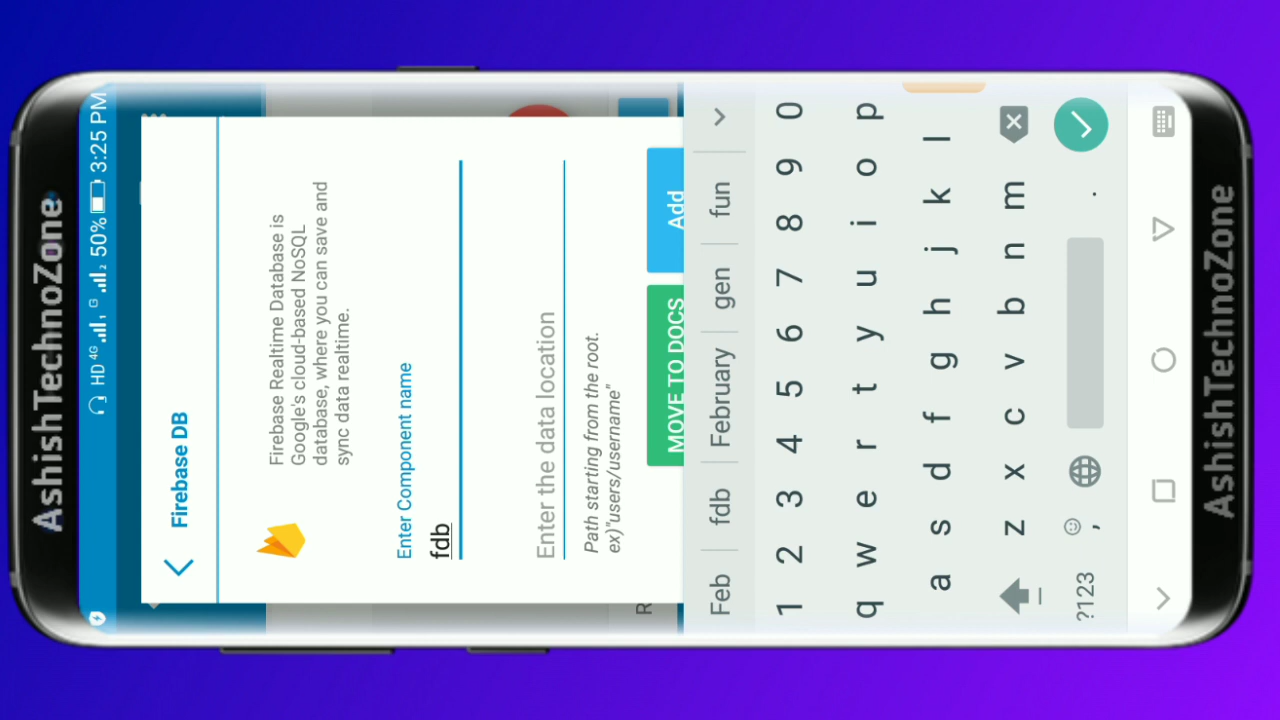 AshishTechnoZone
HD 4G 1 G 2 50% 3:25 PM
Firebase DB
Firebase Realtime Database is
Google's cloud-based NoSQL
database, where you can save and
sync data realtime.
Enter Component name
fdb
Enter the data location
Path starting from the root.
ex)"users/username"
MOVE TO DOCS
Add
Feb fdb February gen fun
1 2 3 4 5 6 7 8 9 0
q w e r t y u i o p
a s d f g h j k l
z x c v b n m
?123 , .
AshishTechnoZone